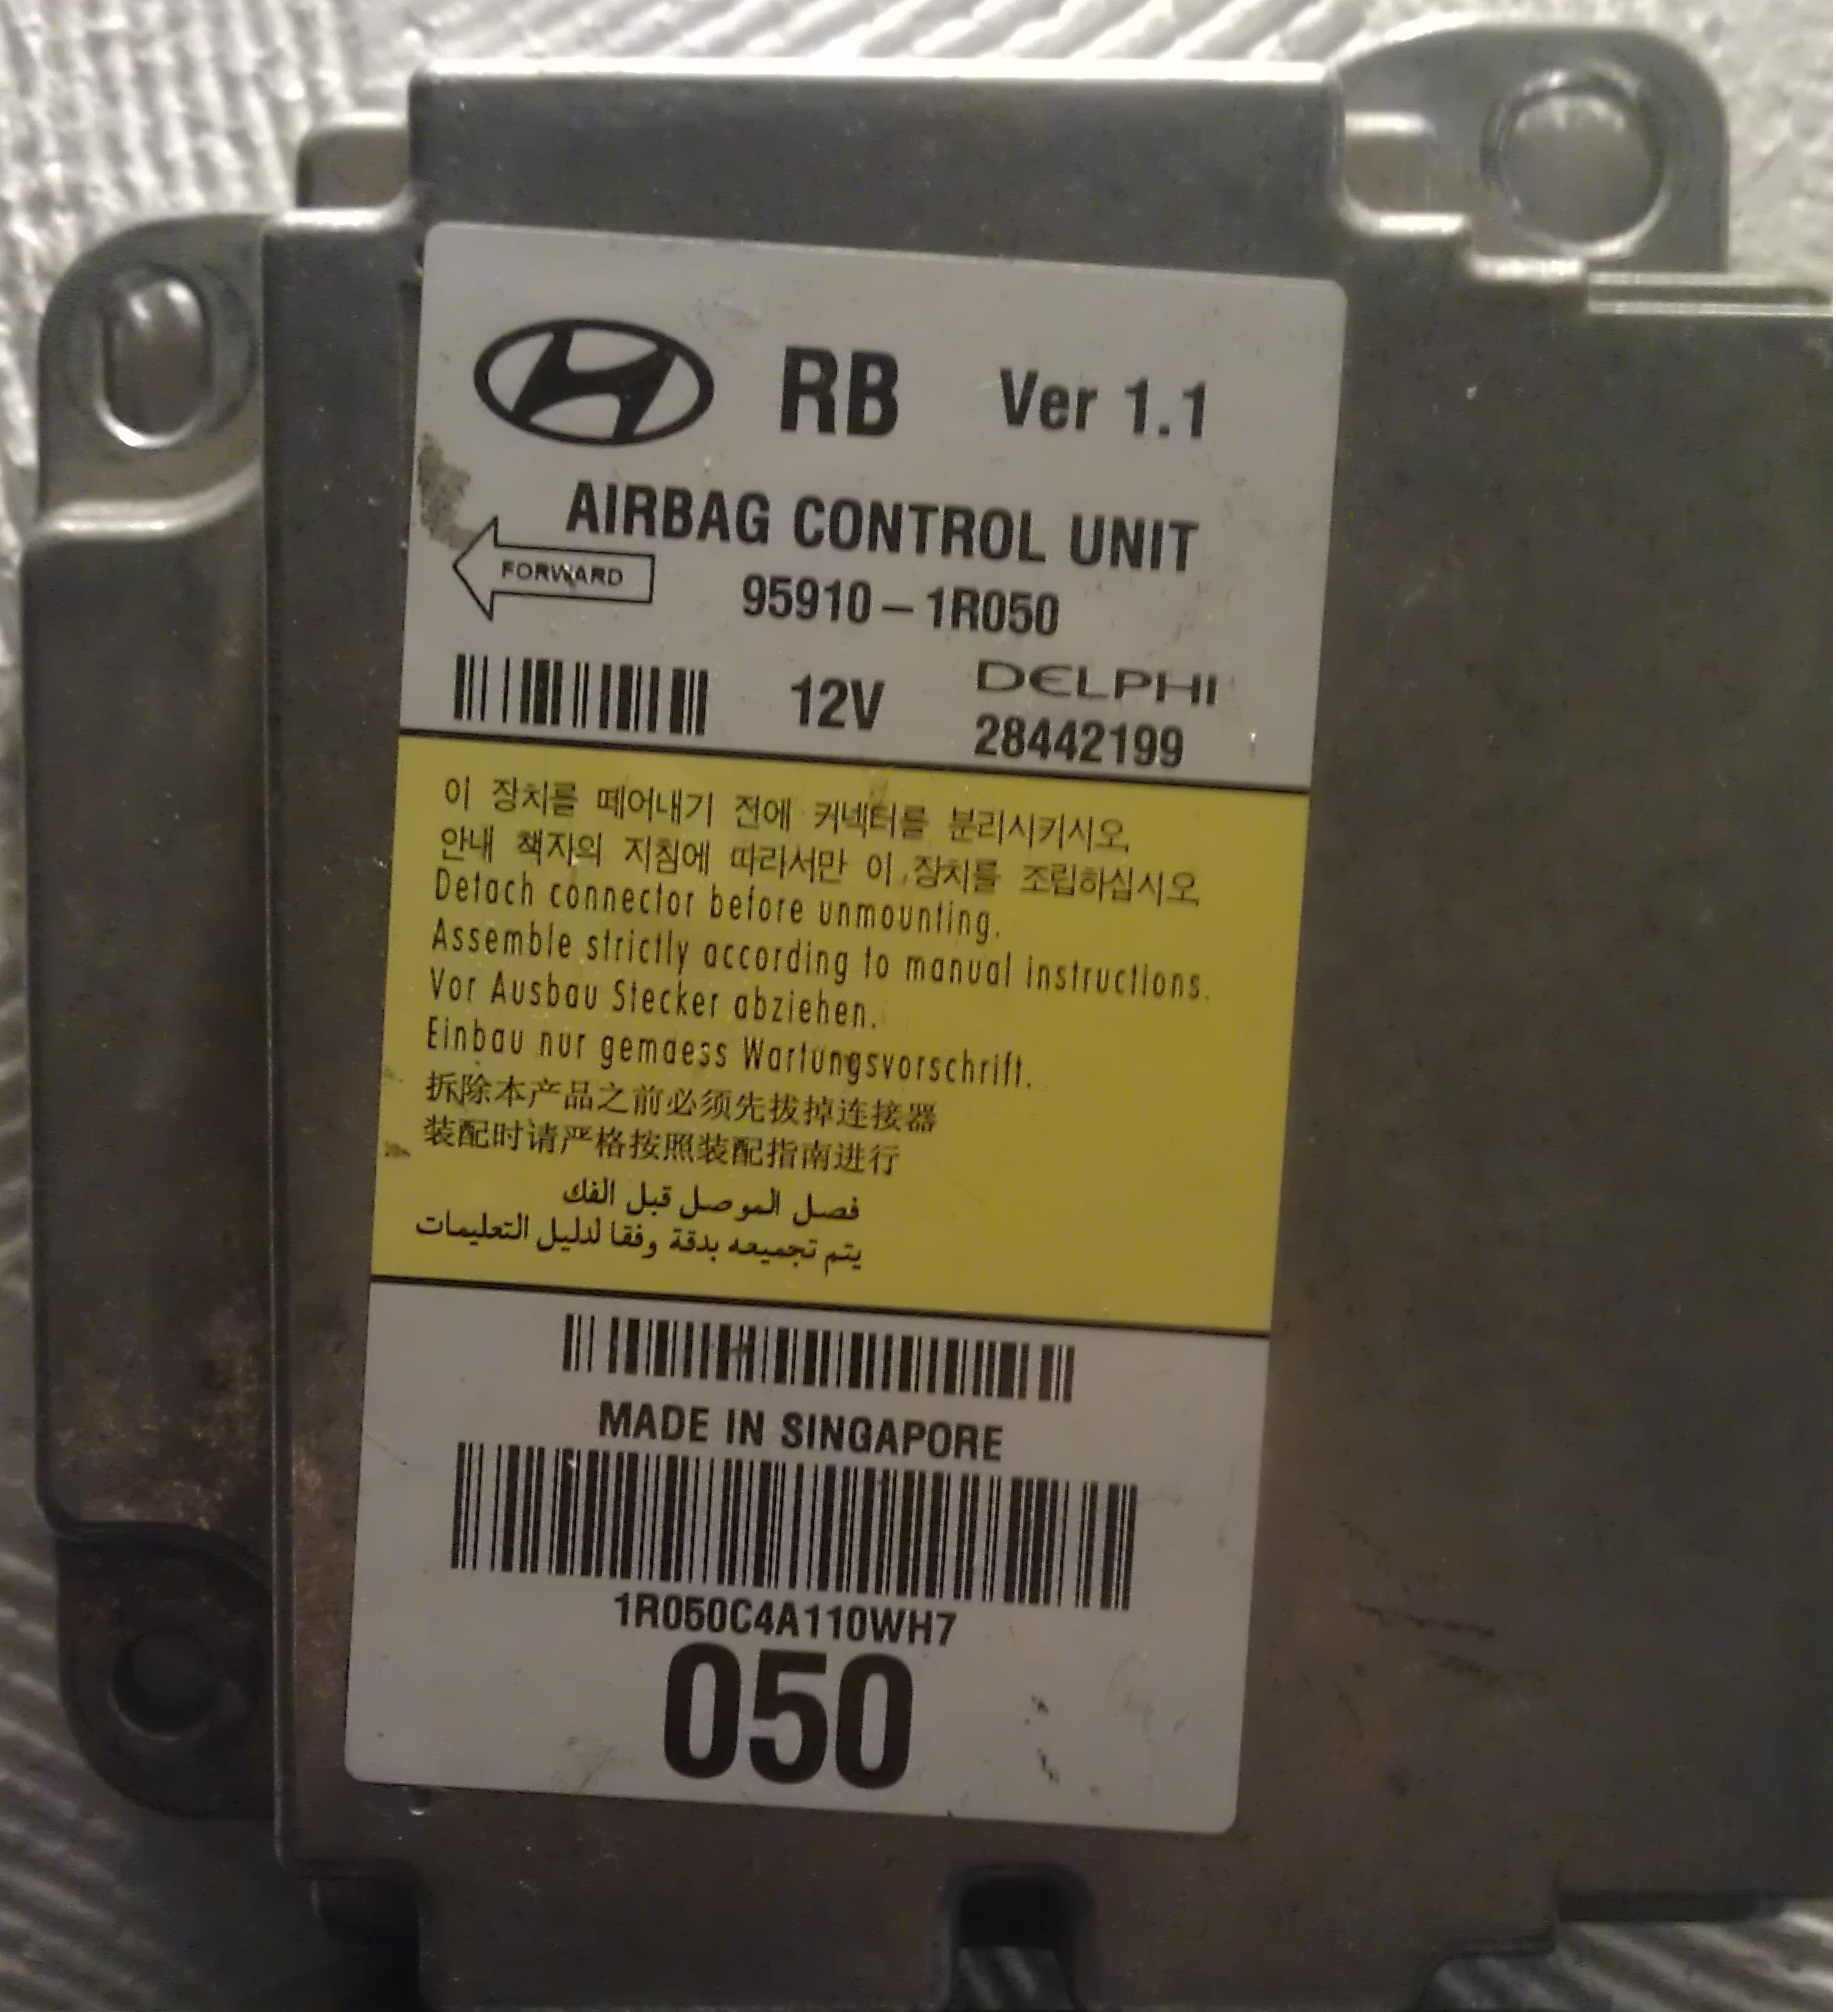 RB Ver 1.1
AIRBAG CONTROL UNIT
FORWARD
95910-1R050
12V
DELPHI
28442199
이 장치를 떼어내기 전에 커넥터를 분리시키시오.
안내 책자의 지침에 따라서만 이 장치를 조립하십시오.
Detach connector before unmounting.
Assemble strictly according to manual instructions.
Vor Ausbau Stecker abziehen.
Einbau nur gemaess Wartungsvorschrift.
拆除本产品之前必须先拔掉连接器
装配时请严格按照装配指南进行
فصل الموصل قبل الفك
يتم تجميعه بدقة وفقا لدليل التعليمات
MADE IN SINGAPORE
1R050C4A110WH7
050